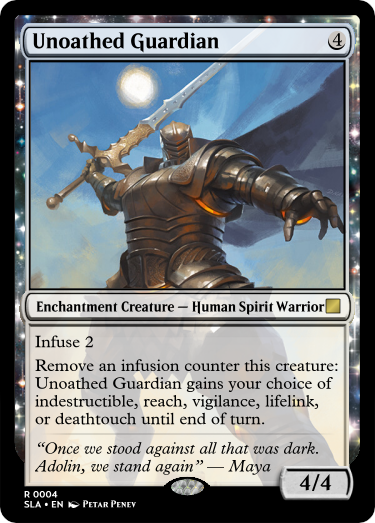 Unoathed Guardian 4
Enchantment Creature — Human Spirit Warrior
Infuse 2
Remove an infusion counter this creature:
Unoathed Guardian gains your choice of
indestructible, reach, vigilance, lifelink,
or deathtouch until end of turn.
“Once we stood against all that was dark.
Adolin, we stand again” — Maya
4/4
R 0004
SLA • EN Petar Penev